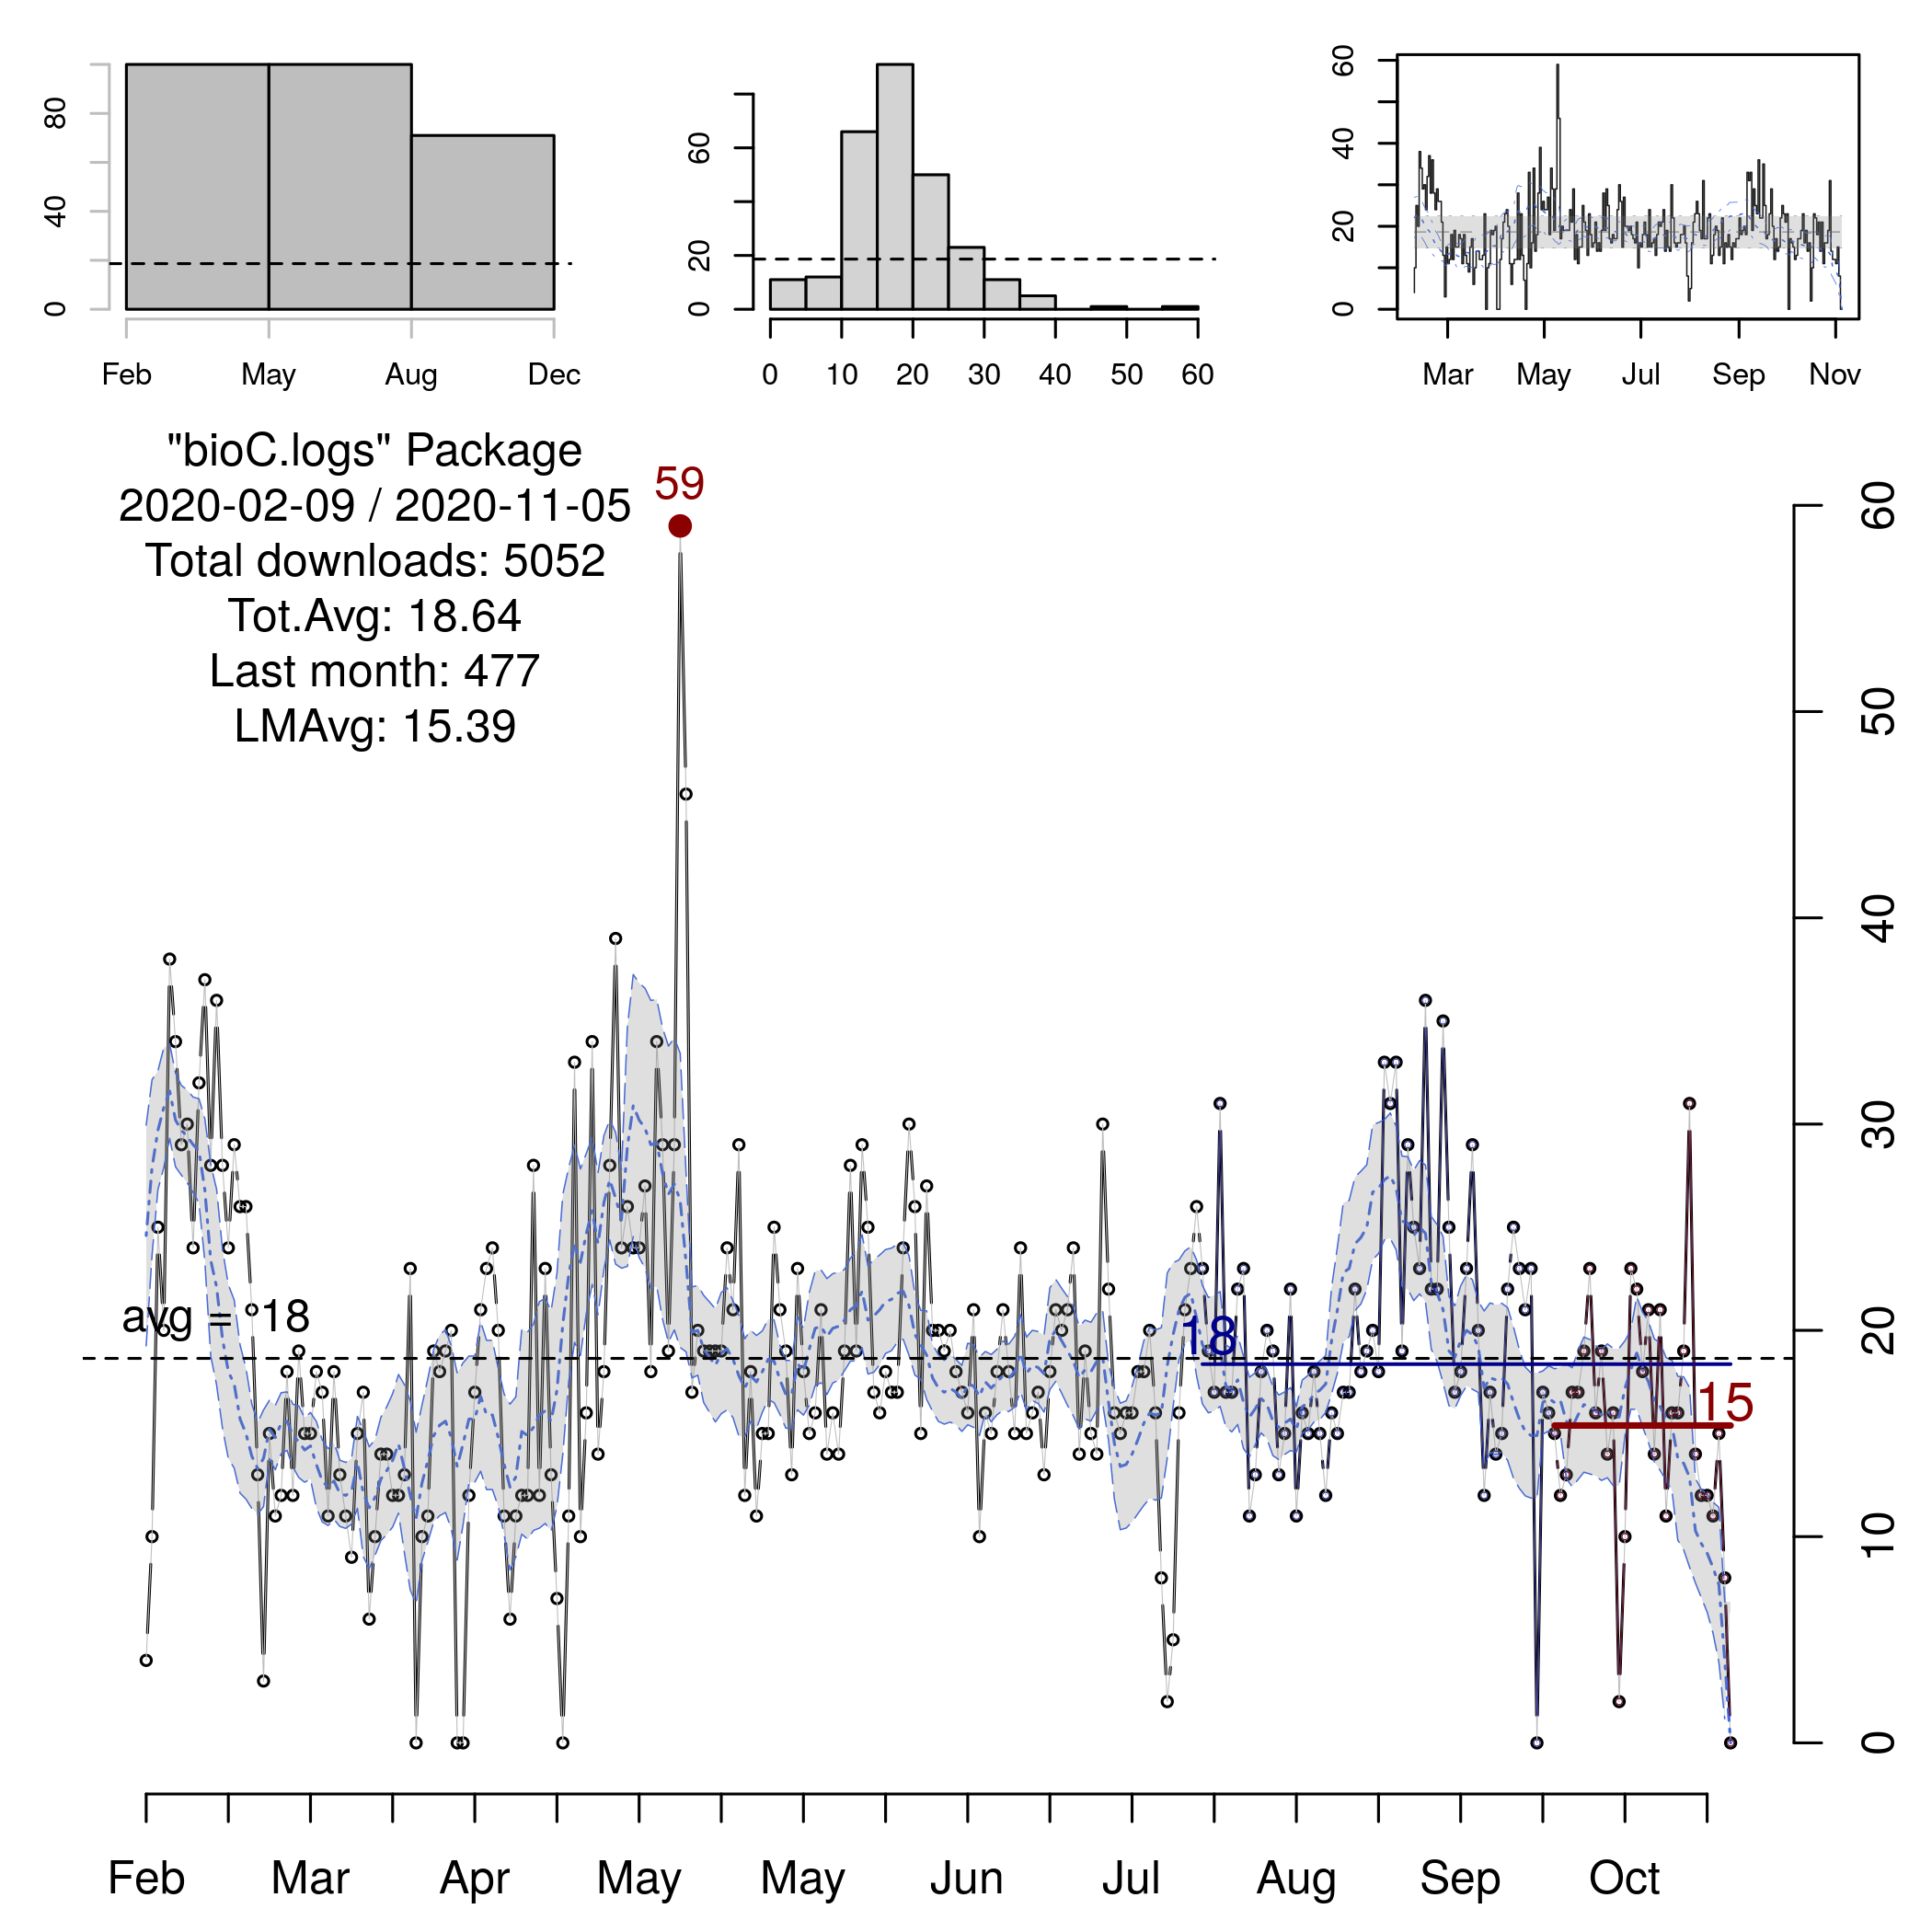 80
40
0
Feb May Aug Dec
60
20
0
0 10 20 30 40 50 60
60
40
20
0
Mar May Jul Sep Nov
"bioC.logs" Package
2020-02-09 / 2020-11-05
Total downloads: 5052
Tot.Avg: 18.64
Last month: 477
LMAvg: 15.39
59
avg = 18
18
15
60
50
40
30
20
10
0
Feb Mar Apr May May Jun Jul Aug Sep Oct